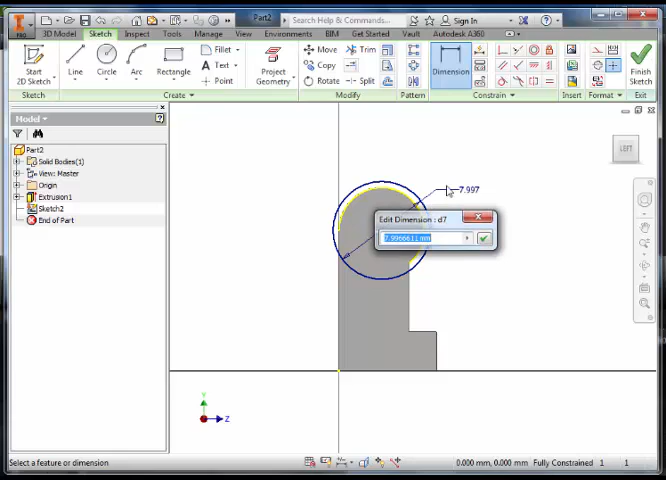 Part2
Search Help & Commands...
Sign In
PRO
3D Model
Sketch
Inspect
Tools
Manage
View
Environments
BIM
Get Started
Vault
Autodesk A360
Start
2D Sketch
Line
Circle
Arc
Rectangle
Fillet
Text
Point
Project
Geometry
Move
Trim
Copy
Rotate
Split
Dimension
Finish
Sketch
Sketch
Create
Modify
Pattern
Constrain
Insert
Format
Exit
Model
Part2
Solid Bodies(1)
View: Master
Origin
Extrusion1
Sketch2
End of Part
LEFT
7.997
Edit Dimension : d7
7.9966611 mm
Y
Z
Select a feature or dimension
0.000 mm, 0.000 mm
Fully Constrained
1
1